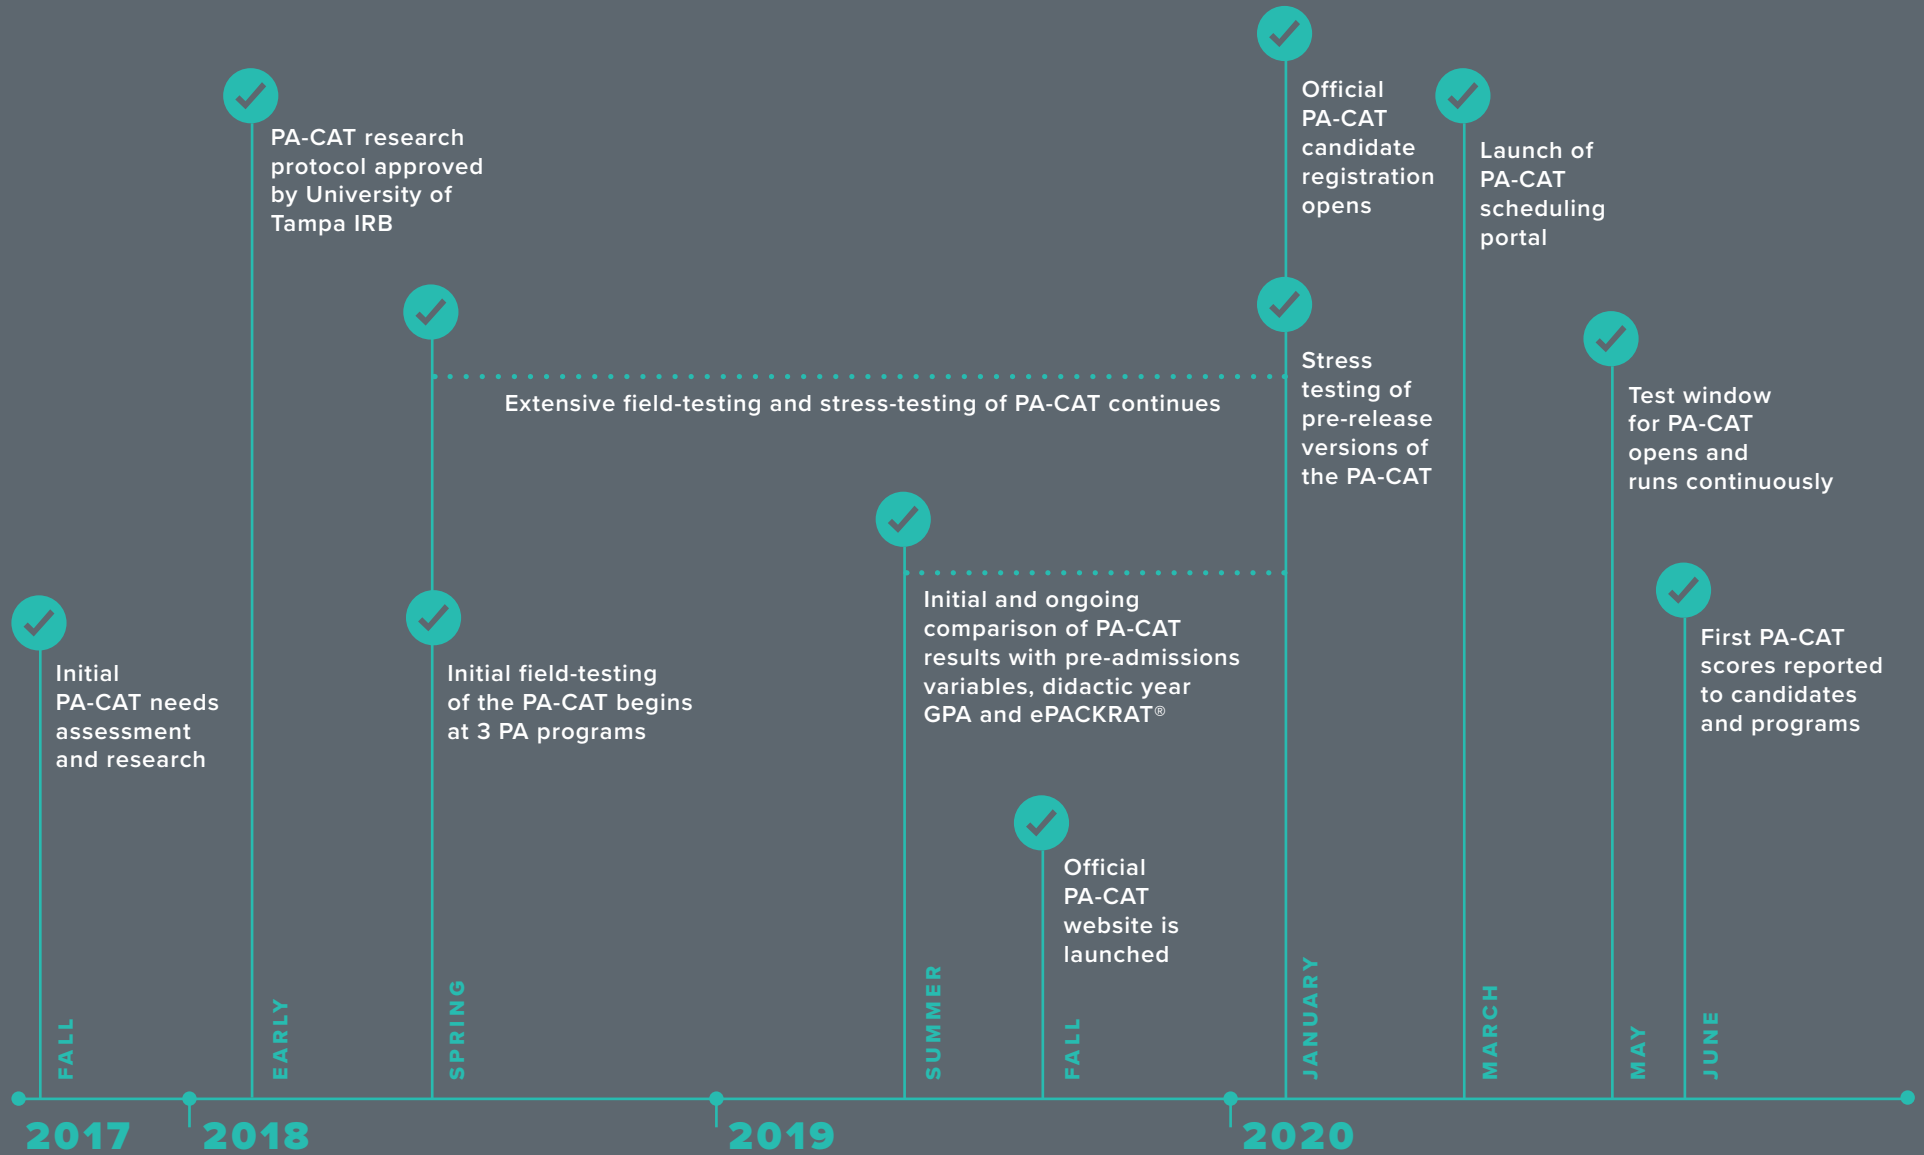 PA-CAT research
protocol approved
by University of
Tampa IRB
Official
PA-CAT
candidate
registration
opens
Launch of
PA-CAT
scheduling
portal
Extensive field-testing and stress-testing of PA-CAT continues
Stress
testing of
pre-release
versions of
the PA-CAT
Test window
for PA-CAT
opens and
runs continuously
Initial
PA-CAT needs
assessment
and research
Initial field-testing
of the PA-CAT begins
at 3 PA programs
Initial and ongoing
comparison of PA-CAT
results with pre-admissions
variables, didactic year
GPA and ePACKRAT®
First PA-CAT
scores reported
to candidates
and programs
Official
PA-CAT
website is
launched
FALL
EARLY
SPRING
SUMMER
FALL
JANUARY
MARCH
MAY
JUNE
2017
2018
2019
2020